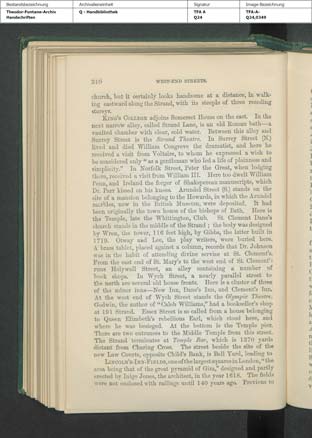 Bestandsbezeichnung Archivalieneinheit Signatur Image-Bezeichnung
Theodor-Fontane-Archiv Q - Handbibliothek TFA A TFA-A-
Handschriften Q24 Q24,0349
240 WEST-END STREETS.
church, but it certainly looks handsome at a distance, in walk-
ing eastward along the Strand, with its steeple of three receding
storeys.
KING'S COLLEGE adjoins Somerset House on the east. In the
next narrow alley, called Strand Lane, is an old Roman bath—a
vaulted chamber with clear, cold water. Between this alley and
Surrey Street is the Strand Theatre. In Surrey Street (X)
lived and died William Congreve the dramatist, and here he
received a visit from Voltaire, to whom he expressed a wish to
be considered only "as a gentleman who led a life of plainness and
simplicity." In Norfolk Street, Peter the Great, when lodging
there, received a visit from William III. Here too dwelt William
Penn, and Ireland the forger of Shakespearean manuscripts, which
Dr. Parr kissed on his knees. Arundel Street (S.) stands on the
site of a mansion belonging to the Howards, in which the Arundel
marbles, now in the British Museum, were deposited. It had
been originally the town house of the bishops of Bath. Here is
the Temple, late the Whittington, Club. St. Clement Dane's
church stands in the middle of the Strand; the body was designed
by Wren, the tower, 116 feet high, by Gibbs, the latter built in
1719. Otway and Lee, the play writers, were buried here.
A brass tablet, placed against a column, records that Dr. Johnson
was in the habit of attending divine service at St. Clement's.
From the east end of St. Mary's to the west end of St. Clement's
runs Holywell Street, an alley containing a number of
book shops. In Wych Street, a nearly parallel street to
the north are several old house fronts. Here is a cluster of three
of the minor inns—New Inn, Dane's Inn, and Clement's Inn.
At the west end of Wych Street stands the Olympic Theatre.
Godwin, the author of "Caleb Williams," had a bookseller's shop
at 191 Strand. Essex Street is so called from a house belonging
to Queen Elizabeth's rebellious Earl, which stood here, and
where he was besieged. At the bottom is the Temple pier.
There are two entrances to the Middle Temple from this street.
The Strand terminates at Temple Bar, which is 1370 yards
distant from Charing Cross. The street beside the site of the
new Law Courts, opposite Child's Bank, is Bell Yard, leading to
LINCOLN'S-INN-FIELDS, one of the largest squares in London, "the
area being that of the great pyramid of Giza," designed and partly
erected by Inigo Jones, the architect, in the year 1618. The fields
were not enclosed with railings until 140 years ago. Previous to